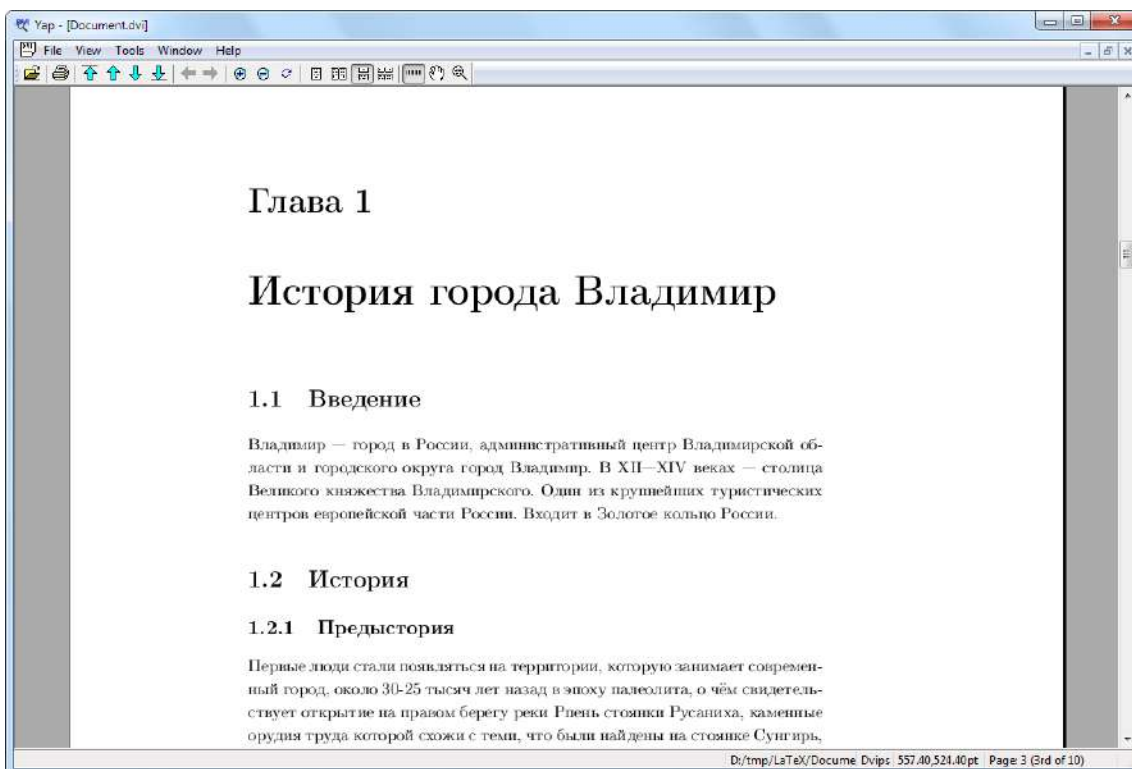 Yap - [Document.dvi]
File View Tools Window Help
Глава 1
История города Владимир
1.1 Введение
Владимир — город в России, административный центр Владимирской об-
ласти и городского округа город Владимир. В XII—XIV веках — столица
Великого княжества Владимирского. Один из крупнейших туристических
центров европейской части России. Входит в Золотое кольцо России.
1.2 История
1.2.1 Предыстория
Первые люди стали появляться на территории, которую занимает современ-
ный город, около 30-25 тысяч лет назад в эпоху палеолита, о чём свидетель-
ствует открытие на правом берегу реки Рпень стоянки Русаниха, каменные
орудия труда которой схожи с теми, что были найдены на стоянке Сунгирь,
D:/tmp/LaTeX/Docume Dvips 557.40,524.40pt Page: 3 (3rd of 10)